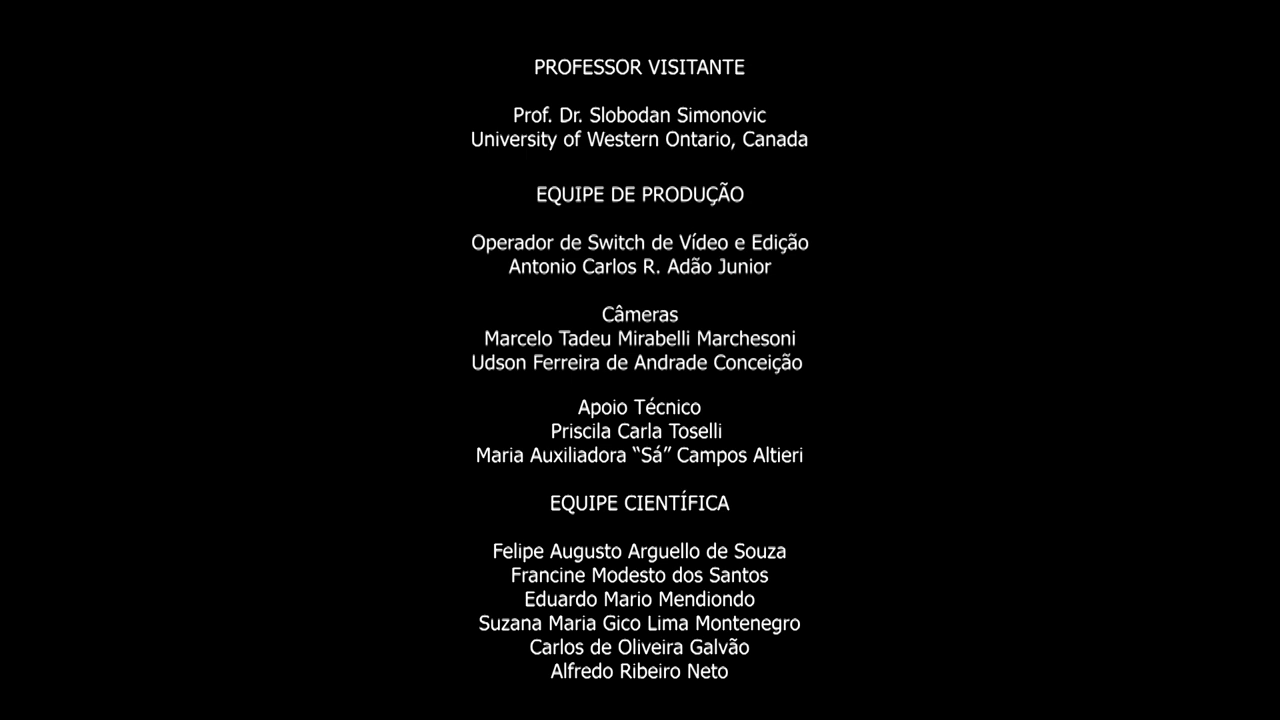 PROFESSOR VISITANTE
Prof. Dr. Slobodan Simonovic
University of Western Ontario, Canada
EQUIPE DE PRODUÇÃO
Operador de Switch de Vídeo e Edição
Antonio Carlos R. Adão Junior
Câmeras
Marcelo Tadeu Mirabelli Marchesoni
Udson Ferreira de Andrade Conceição
Apoio Técnico
Priscila Carla Toselli
Maria Auxiliadora “Sá” Campos Altieri
EQUIPE CIENTÍFICA
Felipe Augusto Arguello de Souza
Francine Modesto dos Santos
Eduardo Mario Mendiondo
Suzana Maria Gico Lima Montenegro
Carlos de Oliveira Galvão
Alfredo Ribeiro Neto